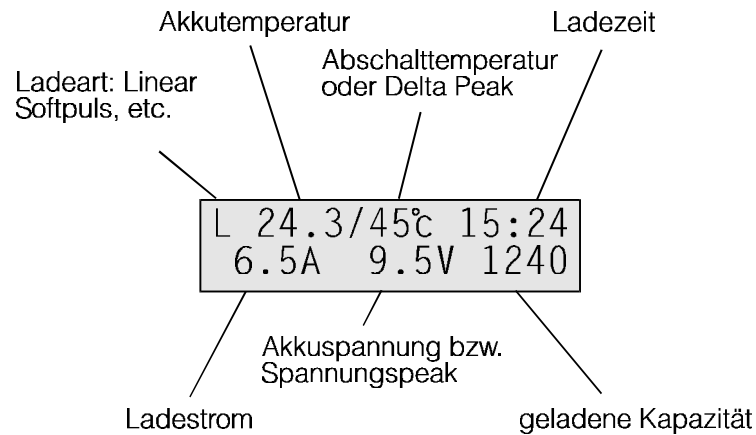 Akkutemperatur
Ladezeit
Abschalttemperatur
oder Delta Peak
Ladeart: Linear
Softpuls, etc.
L 24.3/45°c 15:24
6.5A 9.5V 1240
Akkuspannung bzw.
Spannungspeak
Ladestrom
geladene Kapazität